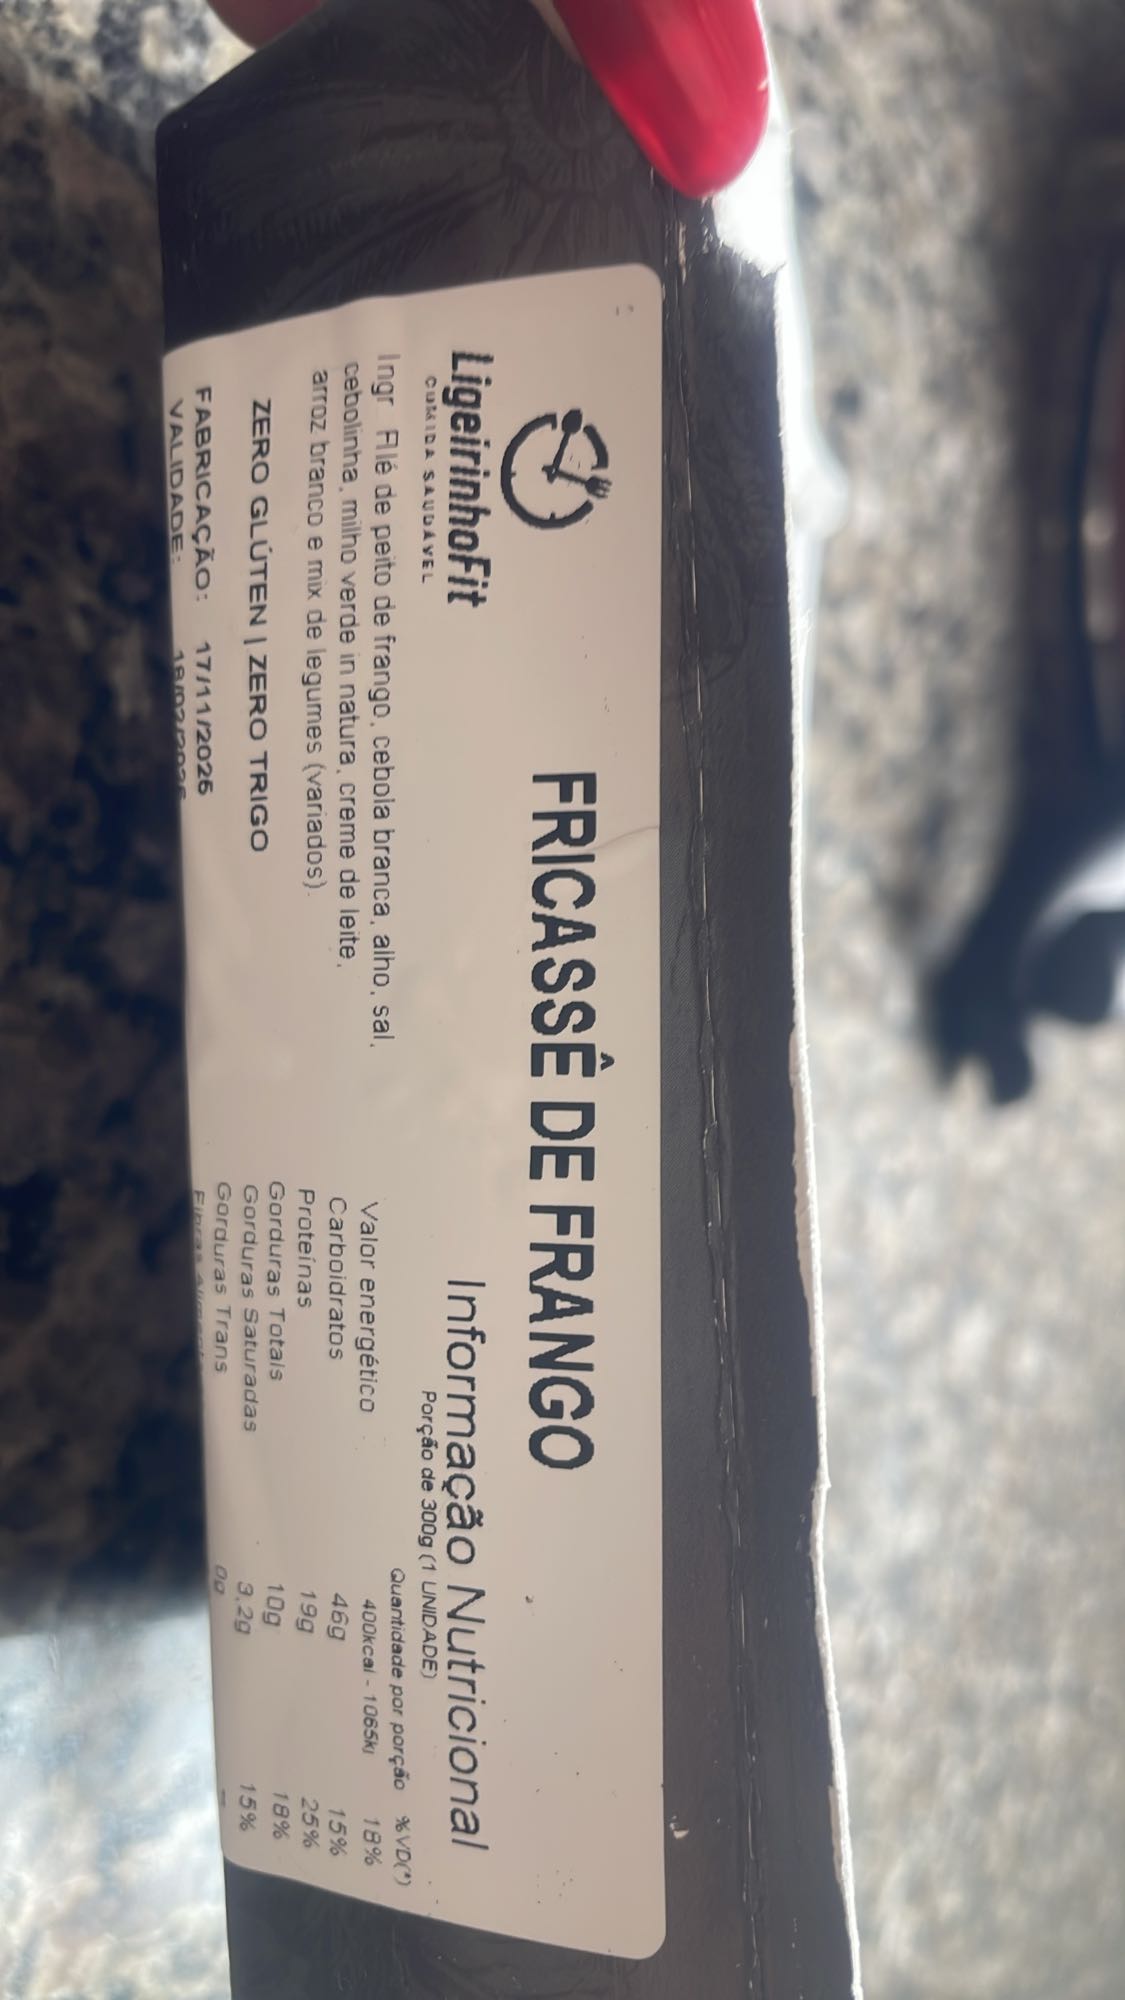 LigeirinhoFit
COMIDA SAUDÁVEL
FRICASSÊ DE FRANGO
Ingr Filé de peito de frango, cebola branca, alho, sal,
cebolinha, milho verde in natura, creme de leite,
arroz branco e mix de legumes (variados).
ZERO GLÚTEN | ZERO TRIGO
FABRICAÇÃO: 17/11/2025
VALIDADE:
Informação Nutricional
Porção de 300g (1 UNIDADE)
Quantidade por porção %VD(*)
Valor energético 400kcal - 1065kj 18%
Carboidratos 46g 15%
Proteínas 19g 25%
Gorduras Totais 10g 18%
Gorduras Saturadas 3,2g 15%
Gorduras Trans 0g –
Fibras